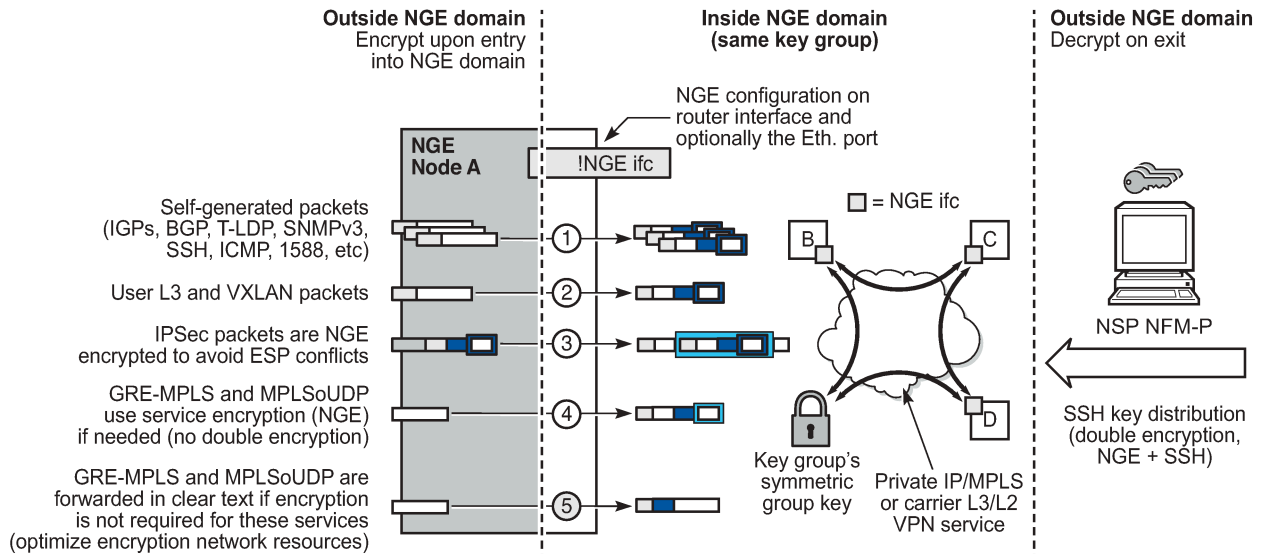 Outside NGE domain
Encrypt upon entry
into NGE domain
Inside NGE domain
(same key group)
Outside NGE domain
Decrypt on exit
NGE configuration on
router interface and
optionally the Eth. port
NGE
Node A
!NGE ifc
Self-generated packets
(IGPs, BGP, T-LDP, SNMPv3,
SSH, ICMP, 1588, etc)
1
User L3 and VXLAN packets
2
IPSec packets are NGE
encrypted to avoid ESP conflicts
3
GRE-MPLS and MPLSoUDP
use service encryption (NGE)
if needed (no double encryption)
4
GRE-MPLS and MPLSoUDP are
forwarded in clear text if encryption
is not required for these services
(optimize encryption network resources)
5
= NGE ifc
B
C
D
Key group's
symmetric
group key
Private IP/MPLS
or carrier L3/L2
VPN service
NSP NFM-P
SSH key distribution
(double encryption,
NGE + SSH)